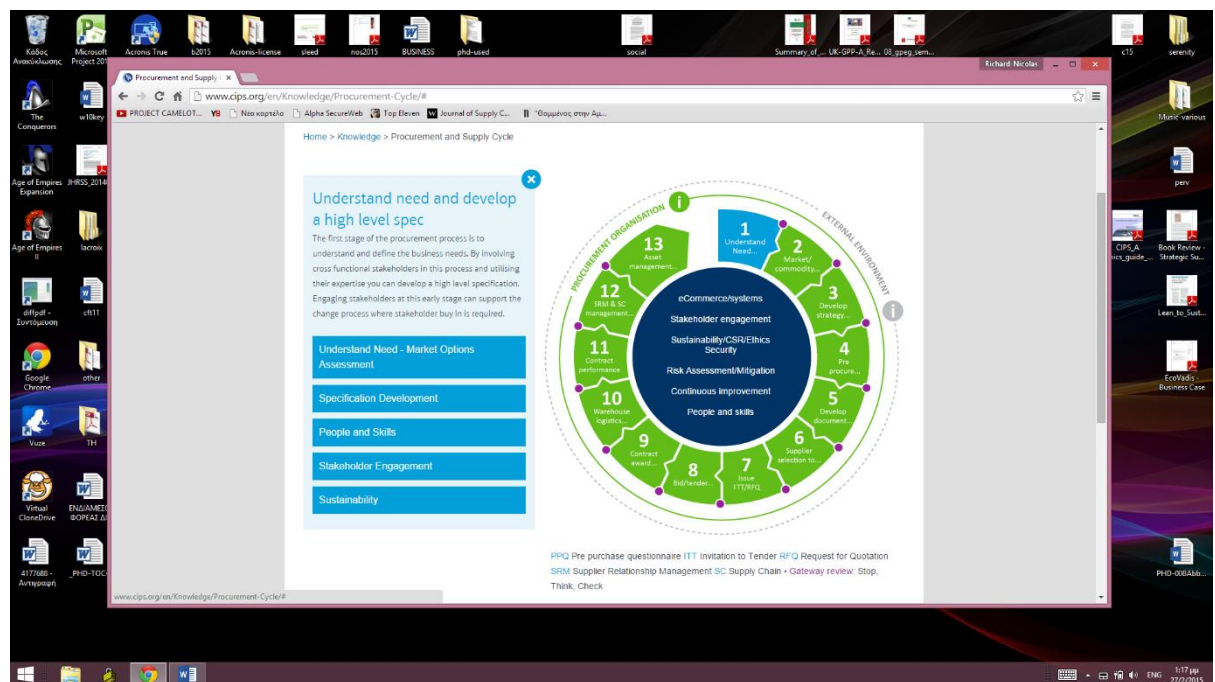 Κάδος
Ανακύκλωσης
Microsoft
Project 201
Acronis True
b2015
Acronis-license
sleed
nos2015
BUSINESS
phd-used
social
Summary_of_...
UK-GPP-A_Re...
08_gpeg_sem...
c15
serenity
The
Conquerors
w10key
Age of Empires
Expansion
JHRSS_2014
Age of Empires
II
lacroix
diffpdf -
Συντόμευση
cft11
Google
Chrome
other
Vuze
TH
Virtual
CloneDrive
ΕΝΔΙΑΜΕΣΟ
ΦΟΡΕΑΣ ΔΙ
4177688 -
Αντιγραφή
_PHD-TOC-
Richard-Nicolas
Procurement and Supply
www.cips.org/en/Knowledge/Procurement-Cycle/#
PROJECT CAMELOT... Νέα καρτέλα Alpha SecureWeb Top Eleven Journal of Supply C... "Θαμμένος στην Αμ...
Home > Knowledge > Procurement and Supply Cycle
Understand need and develop
a high level spec
The first stage of the procurement process is to
understand and define the business needs. By involving
cross functional stakeholders in this process and utilising
their expertise you can develop a high level specification.
Engaging stakeholders at this early stage can support the
change process where stakeholder buy in is required.
Understand Need - Market Options
Assessment
Specification Development
People and Skills
Stakeholder Engagement
Sustainability
PROCUREMENT ORGANISATION
i
EXTERNAL ENVIRONMENT
i
1
Understand
Need...
2
Market/
commodity...
3
Develop
strategy...
4
Pre
procure...
5
Develop
document...
6
Supplier
selection to...
7
Issue
ITT/RFQ
8
Bid/tender...
9
Contract
award...
10
Warehouse
logistics...
11
Contract
performance
12
SRM & SC
management...
13
Asset
management...
eCommerce/systems
Stakeholder engagement
Sustainability/CSR/Ethics
Security
Risk Assessment/Mitigation
Continuous improvement
People and skills
PPQ Pre purchase questionnaire ITT Invitation to Tender RFQ Request for Quotation
SRM Supplier Relationship Management SC Supply Chain • Gateway review: Stop,
Think, Check
www.cips.org/en/Knowledge/Procurement-Cycle/#
Music-various
perv
CIPS_A
ics_guide_...
Book Review -
Strategic Su...
Lean_to_Sust...
EcoVadis -
Business Case
PHD-00BAbb...
ENG
1:17 μμ
27/2/2015